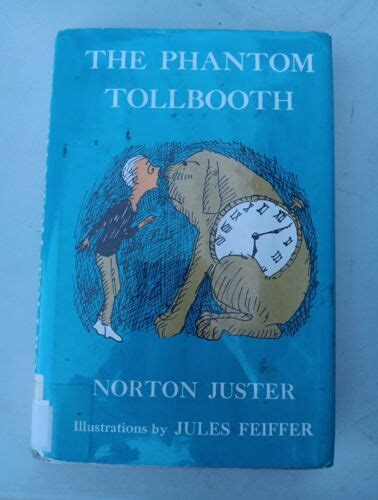 THE PHANTOM
TOLLBOOTH
NORTON JUSTER
Illustrations by JULES FEIFFER